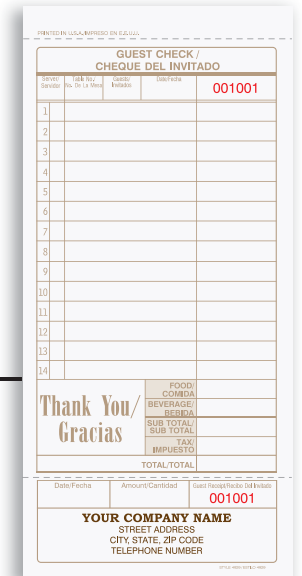 PRINTED IN U.S.A./IMPRESO EN E.E.U.U.
GUEST CHECK /
CHEQUE DEL INVITADO
Server/ Table No./ Guests/ Date/Fecha
Servidor No. De La Mesa Invitados
001001
1
2
3
4
5
6
7
8
9
10
11
12
13
14
Thank You/
Gracias
FOOD/
COMIDA
BEVERAGE/
BEBIDA
SUB TOTAL/
SUB TOTAL
TAX/
IMPUESTO
TOTAL/TOTAL
Date/Fecha Amount/Cantidad Guest Receipt/Recibo Del Invitado
001001
YOUR COMPANY NAME
STREET ADDRESS
CITY, STATE, ZIP CODE
TELEPHONE NUMBER